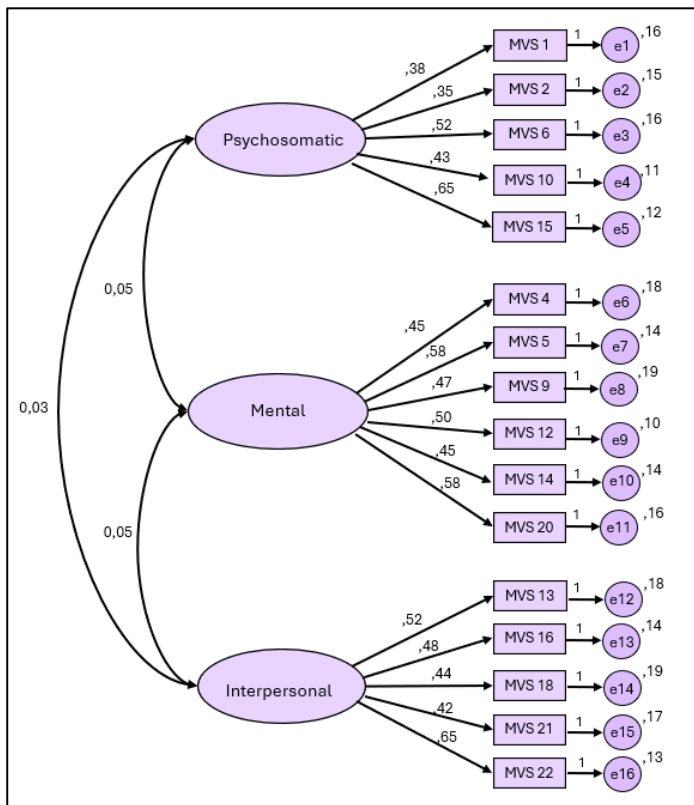 MVS 1 1 e1 ,16
,38
MVS 2 1 e2 ,15
,35
MVS 6 1 e3 ,16
,52
Psychosomatic
MVS 10 1 e4 ,11
,43
MVS 15 1 e5 ,12
,65
0,05
MVS 4 1 e6 ,18
,45
MVS 5 1 e7 ,14
,58
MVS 9 1 e8 ,19
,47
0,03
Mental
MVS 12 1 e9 ,10
,50
MVS 14 1 e10 ,14
,45
MVS 20 1 e11 ,16
,58
0,05
MVS 13 1 e12 ,18
,52
MVS 16 1 e13 ,14
,48
MVS 18 1 e14 ,19
,44
Interpersonal
MVS 21 1 e15 ,17
,42
MVS 22 1 e16 ,13
,65